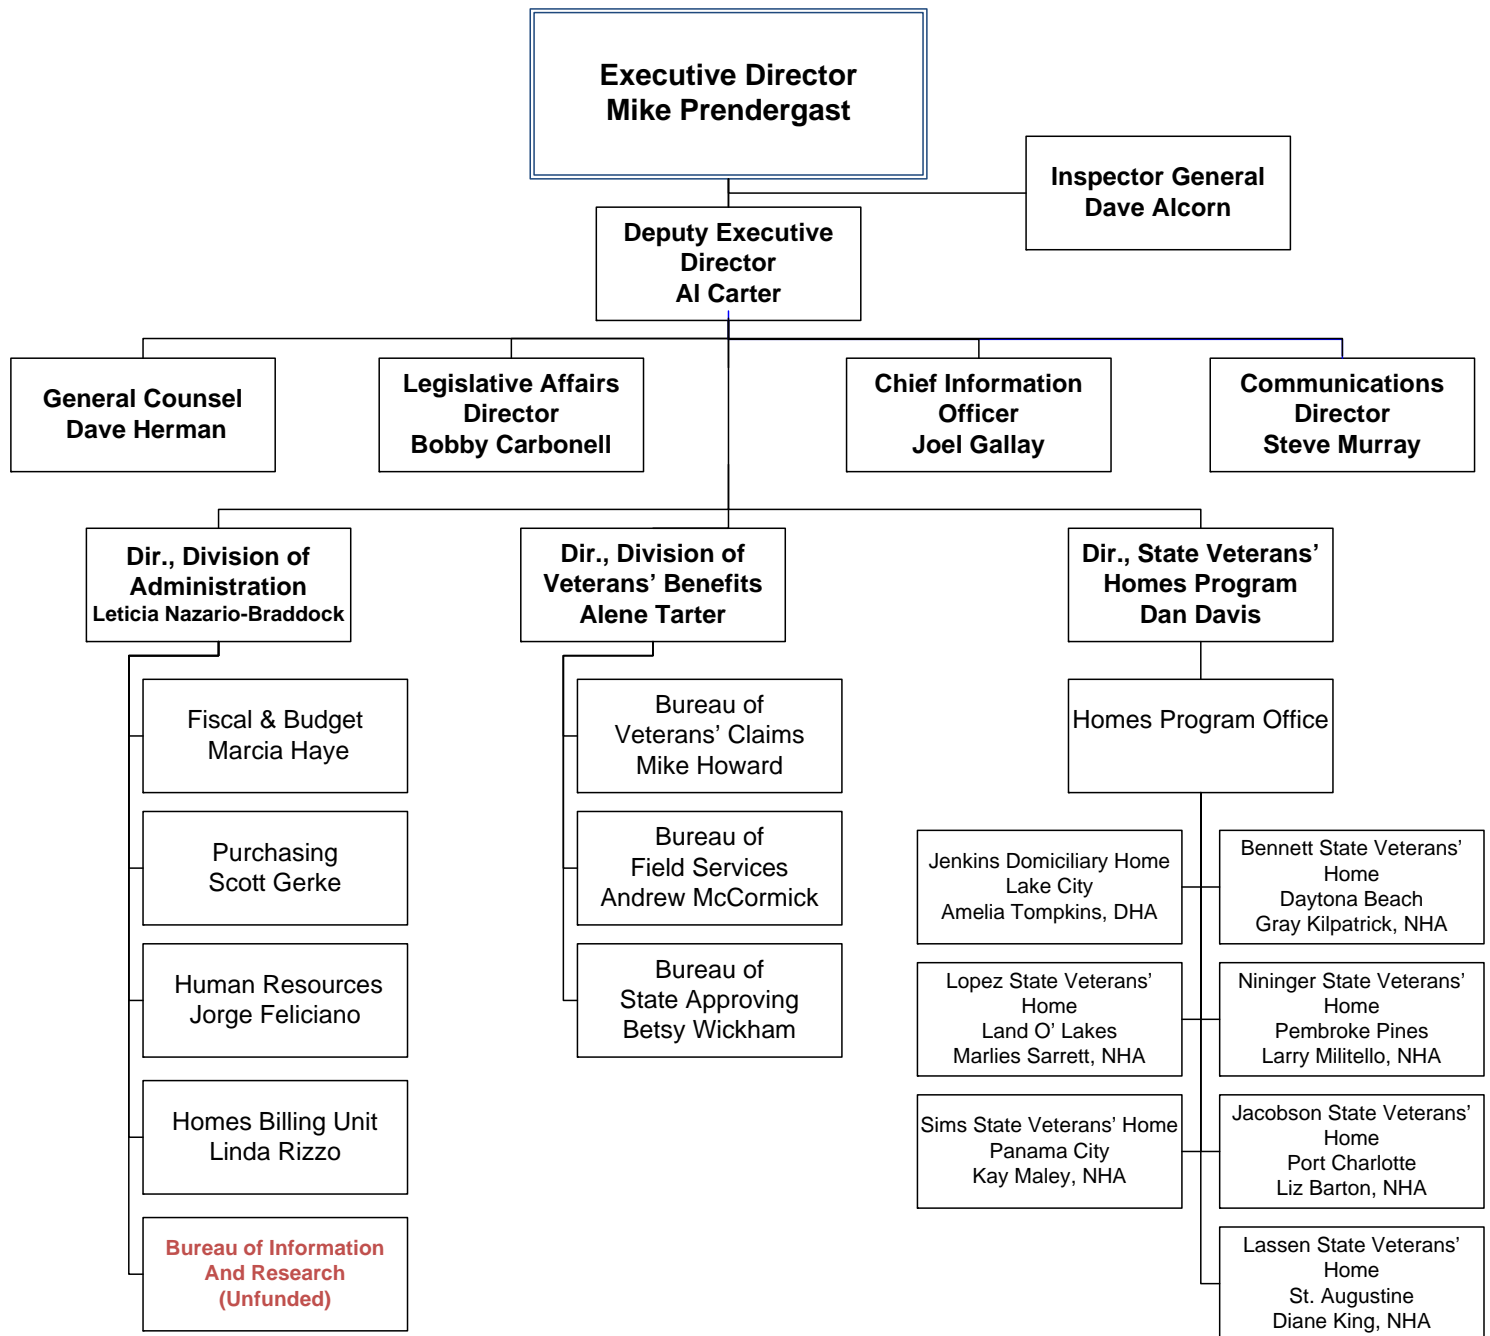 Executive Director
Mike Prendergast
Inspector General
Dave Alcorn
Deputy Executive
Director
Al Carter
General Counsel
Dave Herman
Legislative Affairs
Director
Bobby Carbonell
Chief Information
Officer
Joel Gallay
Communications
Director
Steve Murray
Dir., Division of
Administration
Leticia Nazario-Braddock
Dir., Division of
Veterans’ Benefits
Alene Tarter
Dir., State Veterans’
Homes Program
Dan Davis
Fiscal & Budget
Marcia Haye
Purchasing
Scott Gerke
Human Resources
Jorge Feliciano
Homes Billing Unit
Linda Rizzo
Bureau of Information
And Research
(Unfunded)
Bureau of
Veterans’ Claims
Mike Howard
Bureau of
Field Services
Andrew McCormick
Bureau of
State Approving
Betsy Wickham
Homes Program Office
Jenkins Domiciliary Home
Lake City
Amelia Tompkins, DHA
Bennett State Veterans’
Home
Daytona Beach
Gray Kilpatrick, NHA
Lopez State Veterans’
Home
Land O’ Lakes
Marlies Sarrett, NHA
Nininger State Veterans’
Home
Pembroke Pines
Larry Militello, NHA
Sims State Veterans’ Home
Panama City
Kay Maley, NHA
Jacobson State Veterans’
Home
Port Charlotte
Liz Barton, NHA
Lassen State Veterans’
Home
St. Augustine
Diane King, NHA